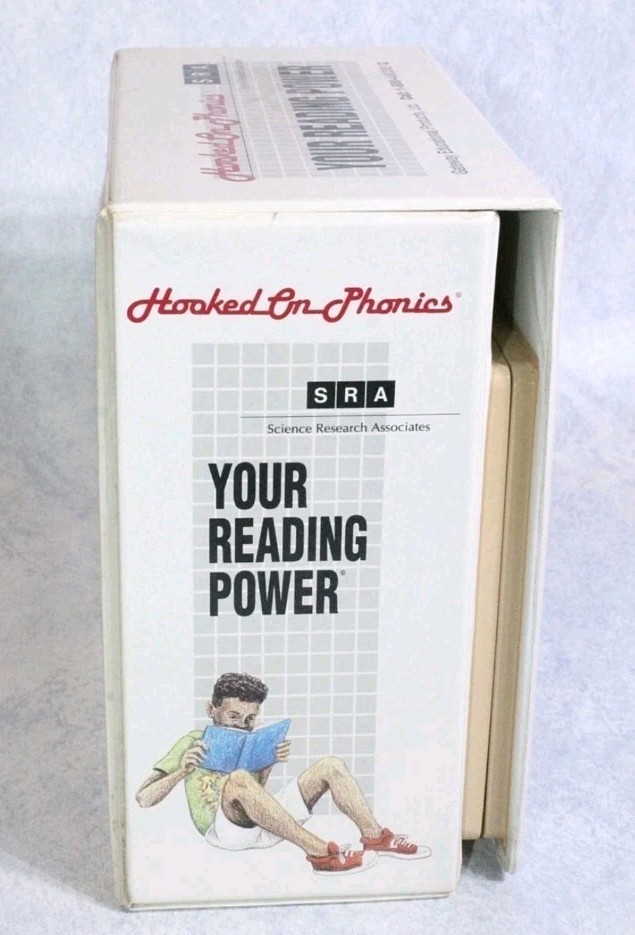 Hooked On Phonics
SRA
YOUR READING POWER
Hooked On Phonics®
SRA
Science Research Associates
YOUR
READING
POWER®